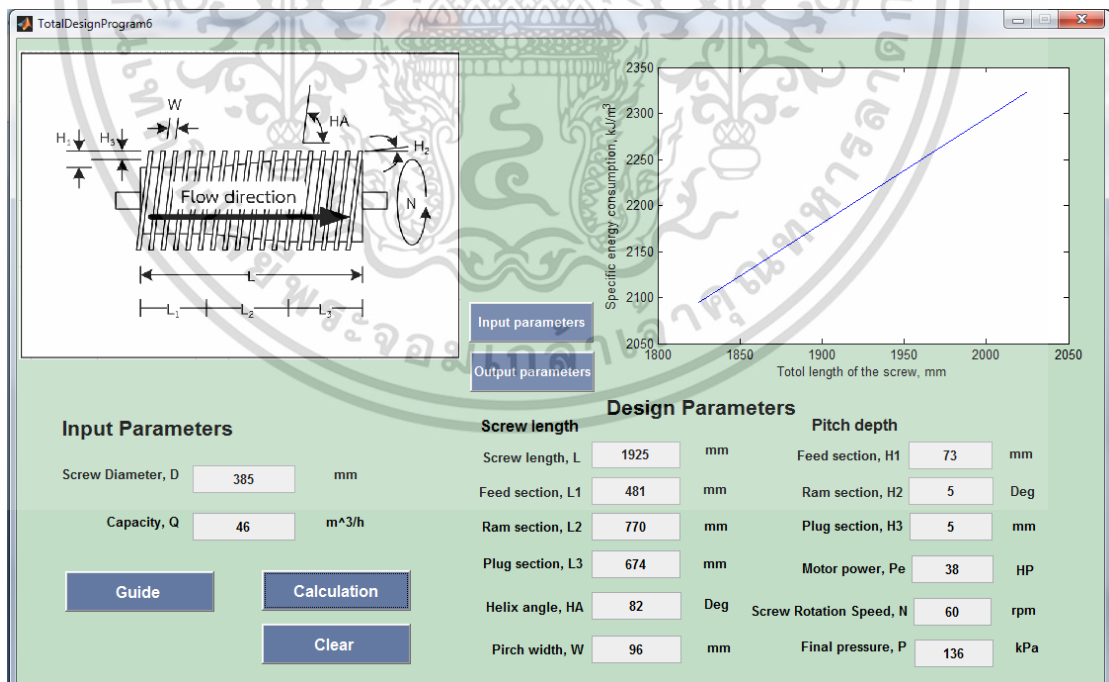 TotalDesignProgram6
W
HA
H1
H3
H2
Flow direction
N
L
L1
L2
L3
Specific energy consumption, kJ/m³
2350
2300
2250
2200
2150
2100
2050
1800
1850
1900
1950
2000
2050
Totol length of the screw, mm
Input parameters
Output parameters
Design Parameters
Input Parameters
Screw Diameter, D 385 mm
Capacity, Q 46 m^3/h
Guide
Calculation
Clear
Screw length
Screw length, L 1925 mm
Feed section, L1 481 mm
Ram section, L2 770 mm
Plug section, L3 674 mm
Helix angle, HA 82 Deg
Pirch width, W 96 mm
Pitch depth
Feed section, H1 73 mm
Ram section, H2 5 Deg
Plug section, H3 5 mm
Motor power, Pe 38 HP
Screw Rotation Speed, N 60 rpm
Final pressure, P 136 kPa